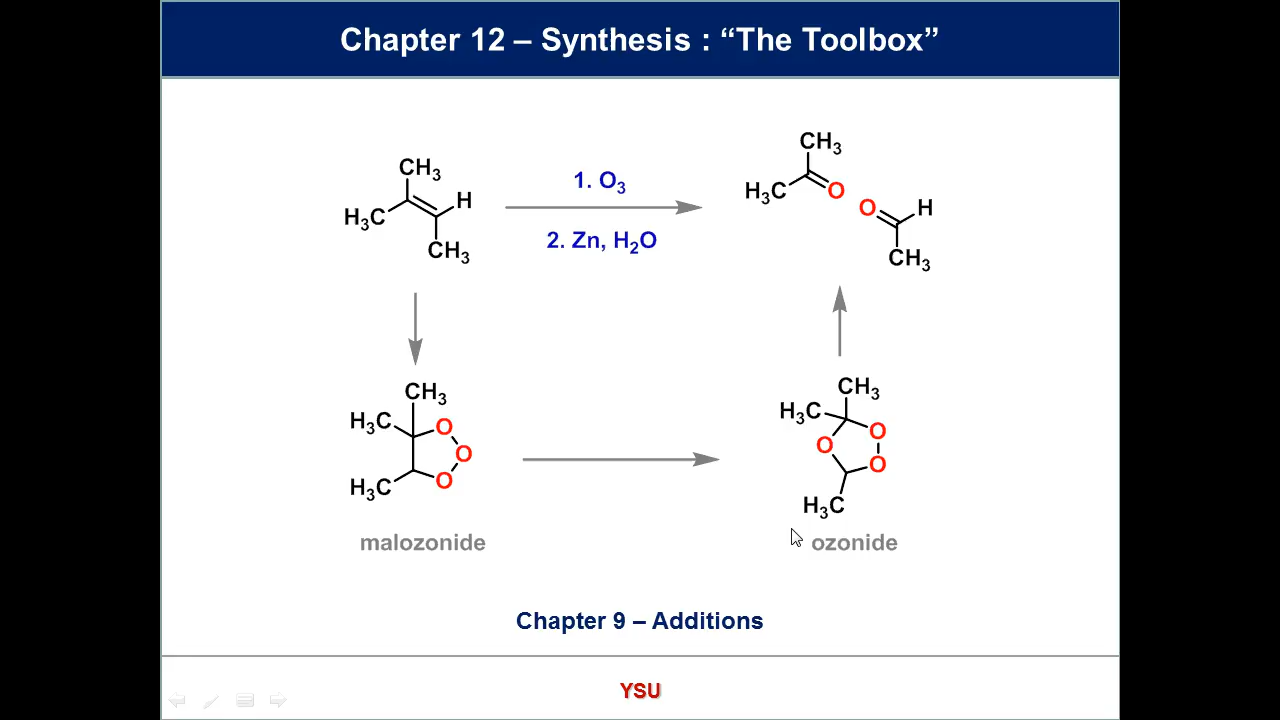 Chapter 12 – Synthesis : “The Toolbox”
CH3
H3C
H
CH3
1. O3
2. Zn, H2O
CH3
H3C
O
O
H
CH3
CH3
H3C
O
O
O
H3C
malozonide
CH3
H3C
O
O
O
H3C
ozonide
Chapter 9 – Additions
YSU